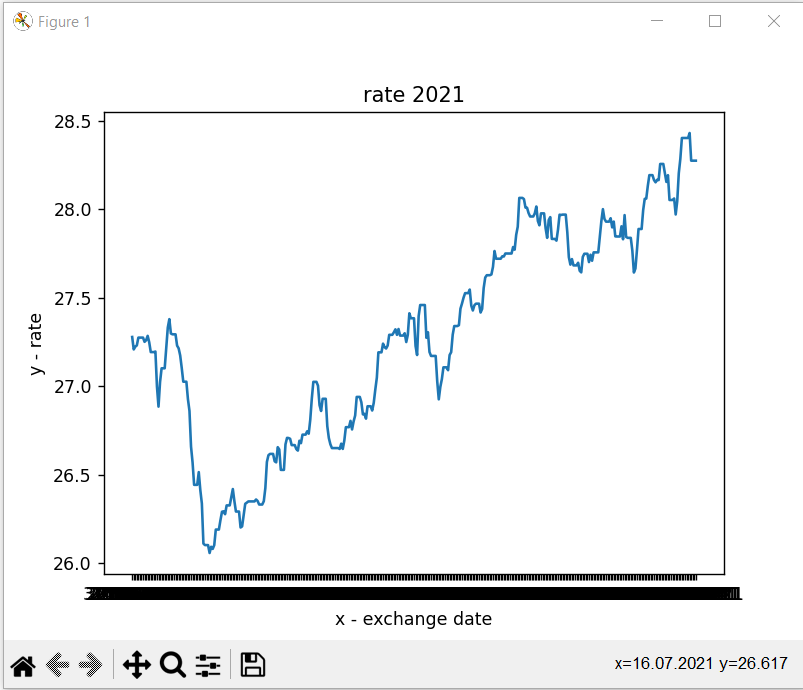 Figure 1
rate 2021
28.5
28.0
27.5
27.0
26.5
26.0
y - rate
x - exchange date
x=16.07.2021 y=26.617